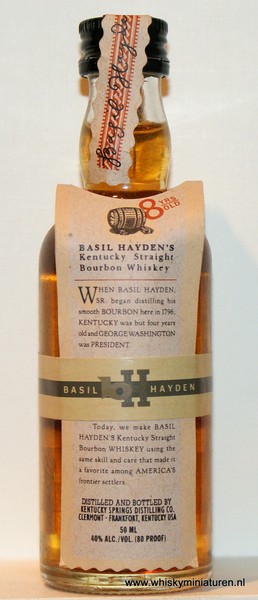 Basil Hayden
8 YRS OLD
BASIL HAYDEN'S
Kentucky Straight
Bourbon Whiskey
WHEN BASIL HAYDEN,
SR. began distilling his
smooth BOURBON here in 1796,
KENTUCKY was but four years
old and GEORGE WASHINGTON
was PRESIDENT.
BASIL bH HAYDEN
Today, we make BASIL
HAYDEN'S Kentucky Straight
Bourbon WHISKEY using the
same skill and care that made it
a favorite among AMERICA'S
frontier settlers.
DISTILLED AND BOTTLED BY
KENTUCKY SPRINGS DISTILLING CO.
CLERMONT - FRANKFORT, KENTUCKY USA
50 ML
40% ALC./VOL. (80 PROOF)
www.whiskyminiaturen.nl